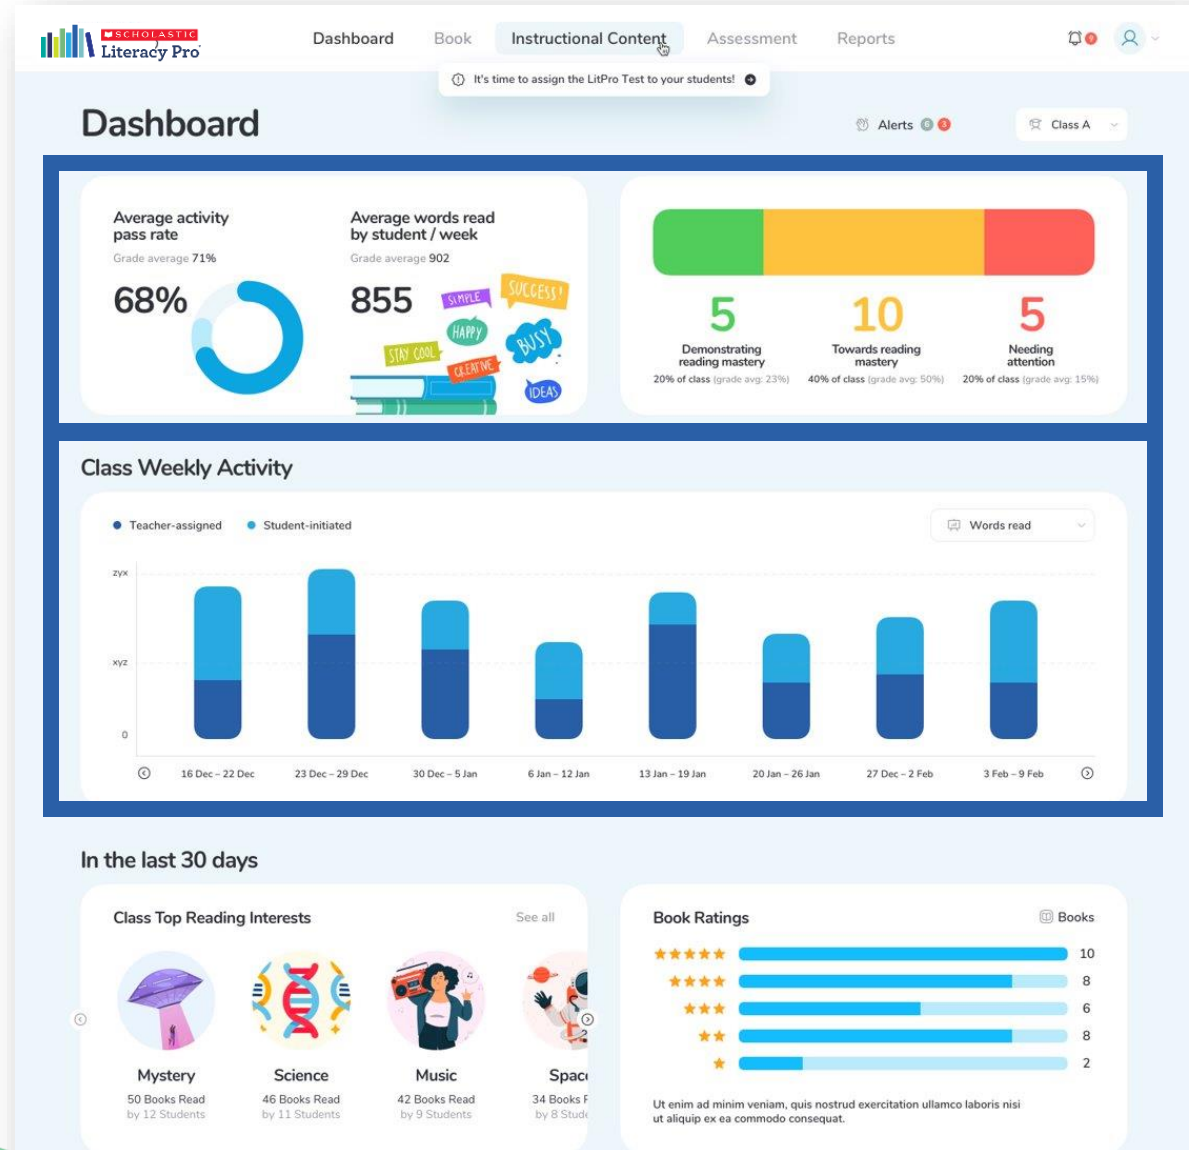 SCHOLASTIC
Literacy Pro
Dashboard Book Instructional Content Assessment Reports
9
It's time to assign the LitPro Test to your students!
Dashboard
Alerts 6 3
Class A
Average activity
pass rate
Grade average 71%
68%
Average words read
by student / week
Grade average 902
855
SIMPLE
SUCCESS!
HAPPY
BUSY
STAY COOL
CREATIVE
IDEAS
5
Demonstrating
reading mastery
20% of class (grade avg: 23%)
10
Towards reading
mastery
40% of class (grade avg: 50%)
5
Needing
attention
20% of class (grade avg: 15%)
Class Weekly Activity
Teacher-assigned Student-initiated
Words read
zyx
xyz
0
16 Dec – 22 Dec 23 Dec – 29 Dec 30 Dec – 5 Jan 6 Jan – 12 Jan 13 Jan – 19 Jan 20 Jan – 26 Jan 27 Dec – 2 Feb 3 Feb – 9 Feb
In the last 30 days
Class Top Reading Interests
See all
Mystery
50 Books Read
by 12 Students
Science
46 Books Read
by 11 Students
Music
42 Books Read
by 9 Students
Space
34 Books R
by 8 Stude
Book Ratings
Books
10
8
6
8
2
Ut enim ad minim veniam, quis nostrud exercitation ullamco laboris nisi
ut aliquip ex ea commodo consequat.